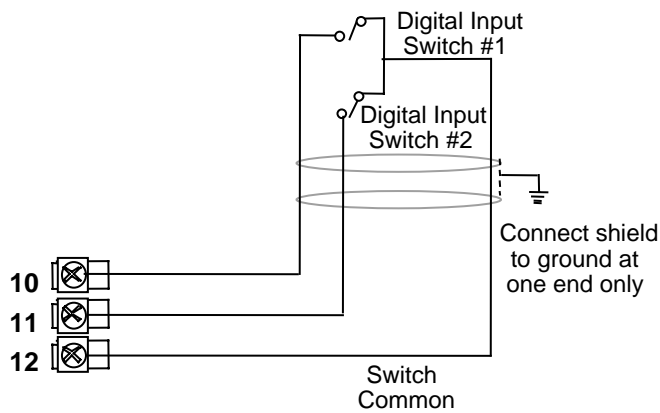 Digital Input
Switch #1
Digital Input
Switch #2
Connect shield
to ground at
one end only
10
11
12
Switch
Common